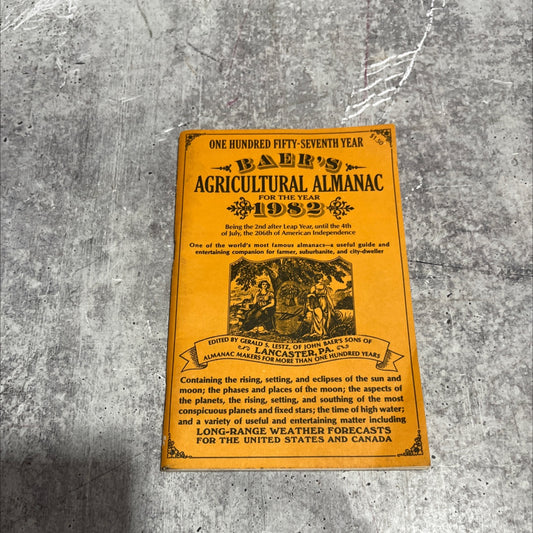 ONE HUNDRED FIFTY-SEVENTH YEAR
$1.50
BAER'S
AGRICULTURAL ALMANAC
FOR THE YEAR
1982
Being the 2nd after Leap Year, until the 4th
of July, the 206th of American Independence
One of the world's most famous almanacs—a useful guide and
entertaining companion for farmer, suburbanite, and city-dweller
EDITED BY GERALD S. LESTZ, OF JOHN BAER'S SONS OF
LANCASTER, PA.
ALMANAC MAKERS FOR MORE THAN ONE HUNDRED YEARS
Containing the rising, setting, and eclipses of the sun and
moon; the phases and places of the moon; the aspects of
the planets, the rising, setting, and southing of the most
conspicuous planets and fixed stars; the time of high water;
and a variety of useful and entertaining matter including
LONG-RANGE WEATHER FORECASTS
FOR THE UNITED STATES AND CANADA